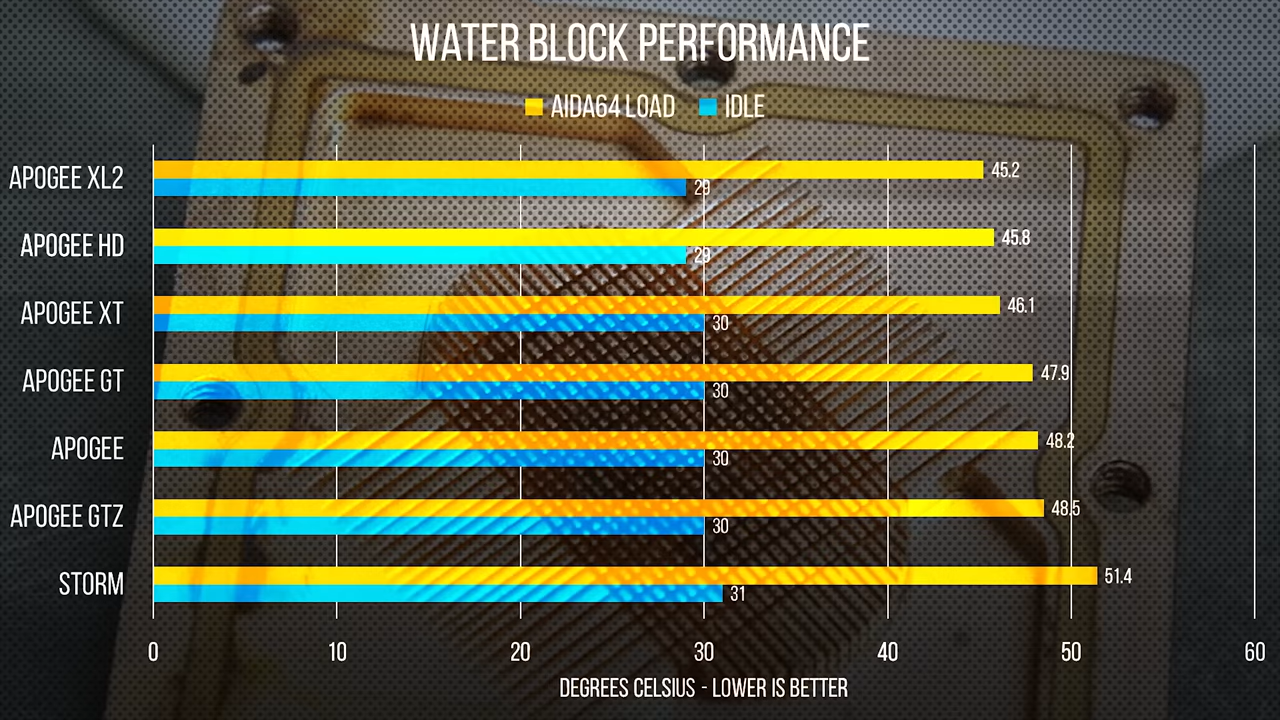 WATER BLOCK PERFORMANCE
AIDA64 LOAD IDLE
APOGEE XL2 45.2
29
APOGEE HD 45.8
29
APOGEE XT 46.1
30
APOGEE GT 47.9
30
APOGEE 48.2
30
APOGEE GTZ 48.5
30
STORM 51.4
31
0 10 20 30 40 50 60
DEGREES CELSIUS - LOWER IS BETTER